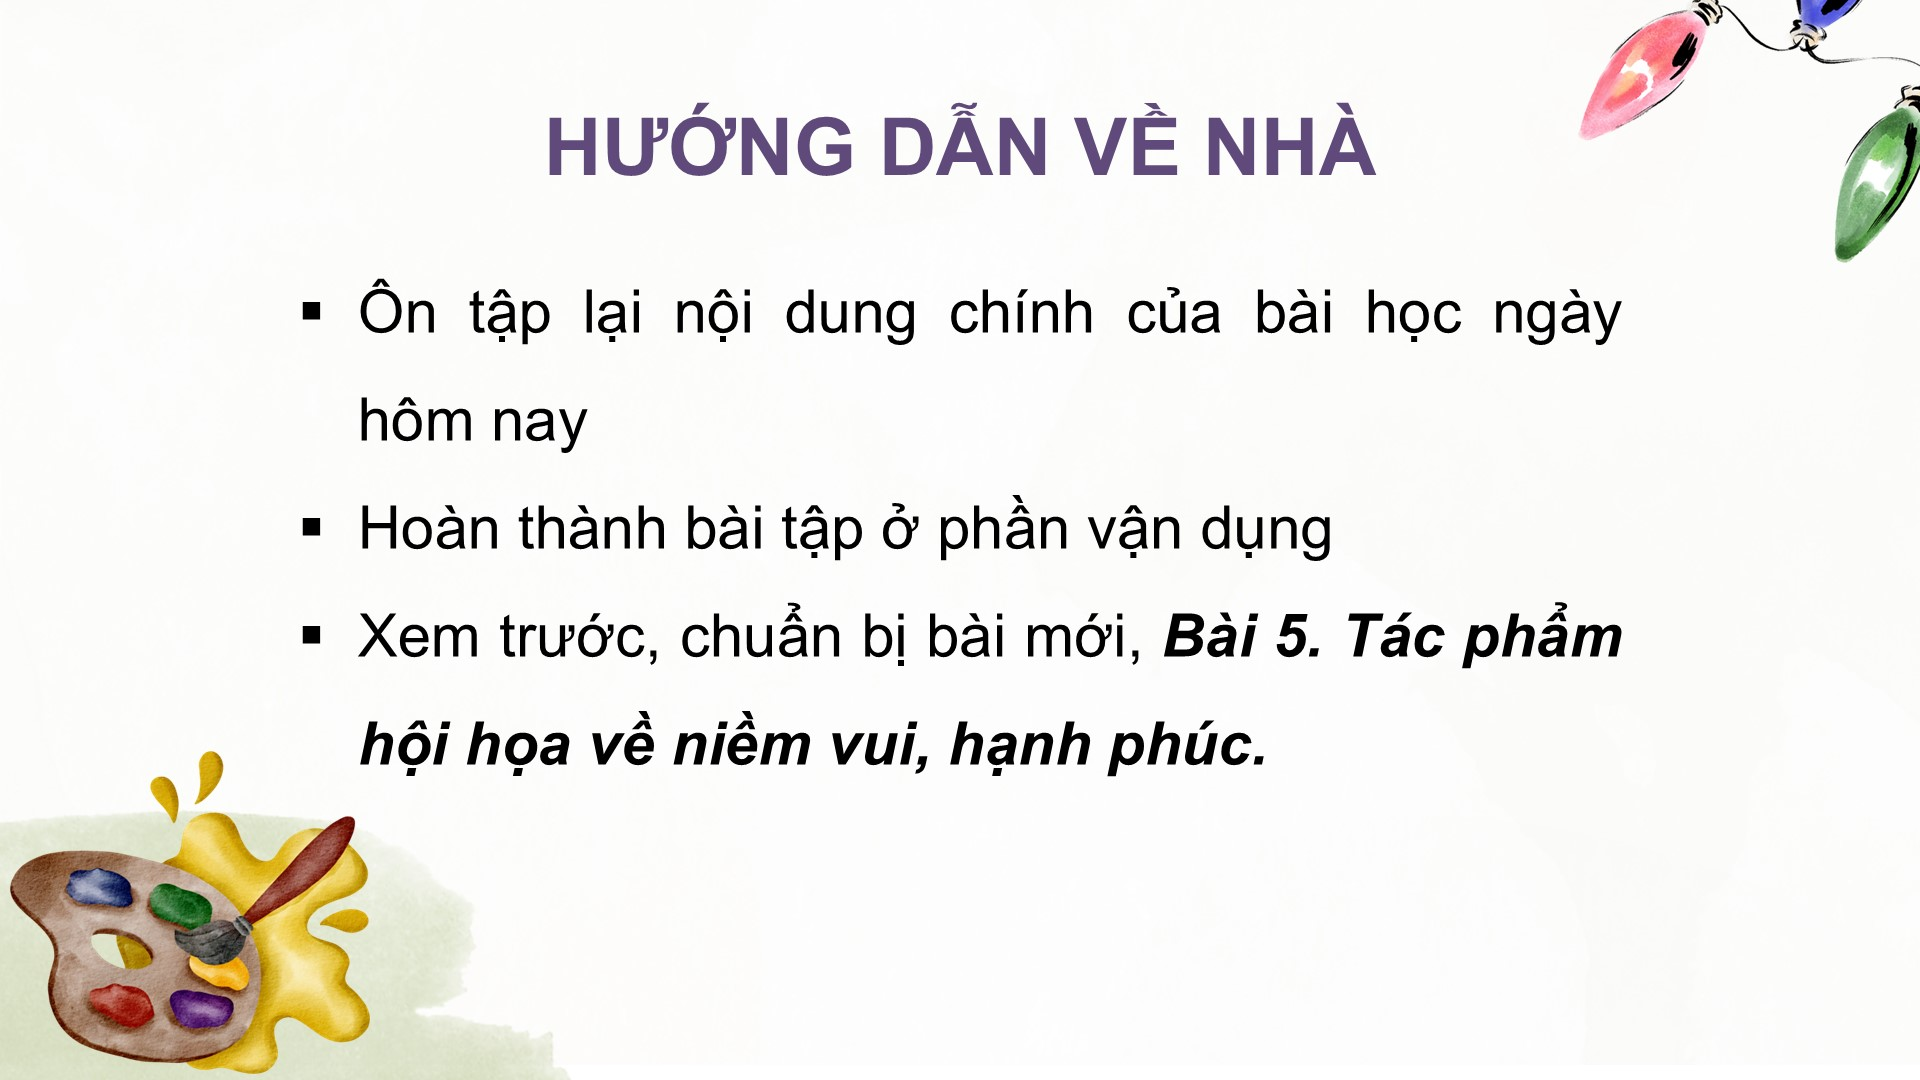 HƯỚNG DẪN VỀ NHÀ
▪ Ôn tập lại nội dung chính của bài học ngày
hôm nay
▪ Hoàn thành bài tập ở phần vận dụng
▪ Xem trước, chuẩn bị bài mới, Bài 5. Tác phẩm
hội họa về niềm vui, hạnh phúc.